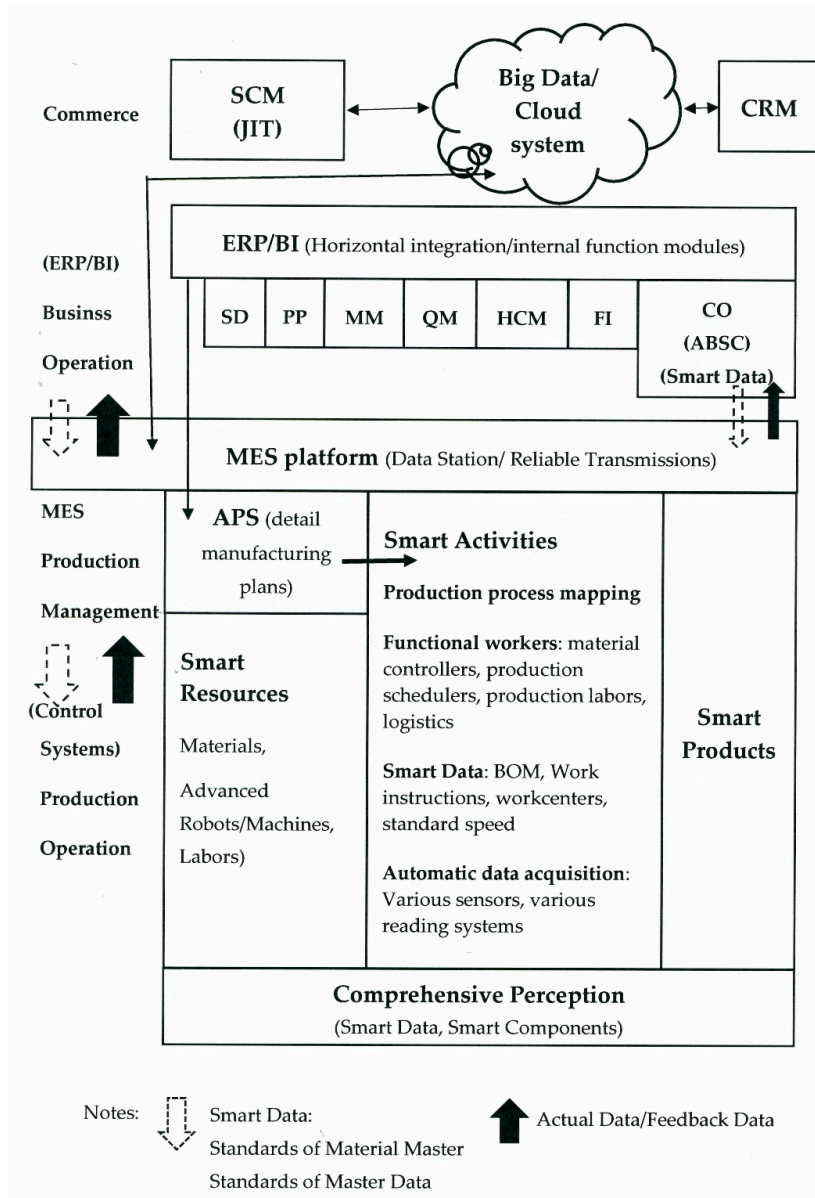 Commerce
SCM
(JIT)
Big Data/
Cloud
system
CRM
ERP/BI (Horizontal integration/internal function modules)
SD
PP
MM
QM
HCM
FI
CO
(ABSC)
(Smart Data)
(ERP/BI)
Businss
Operation
MES platform (Data Station/ Reliable Transmissions)
MES
Production
Management
(Control
Systems)
Production
Operation
APS (detail
manufacturing
plans)
Smart
Resources
Materials,
Advanced
Robots/Machines,
Labors)
Smart Activities
Production process mapping
Functional workers: material
controllers, production
schedulers, production labors,
logistics
Smart Data: BOM, Work
instructions, workcenters,
standard speed
Automatic data acquisition:
Various sensors, various
reading systems
Smart
Products
Comprehensive Perception
(Smart Data, Smart Components)
Notes:
Smart Data:
Standards of Material Master
Standards of Master Data
Actual Data/Feedback Data